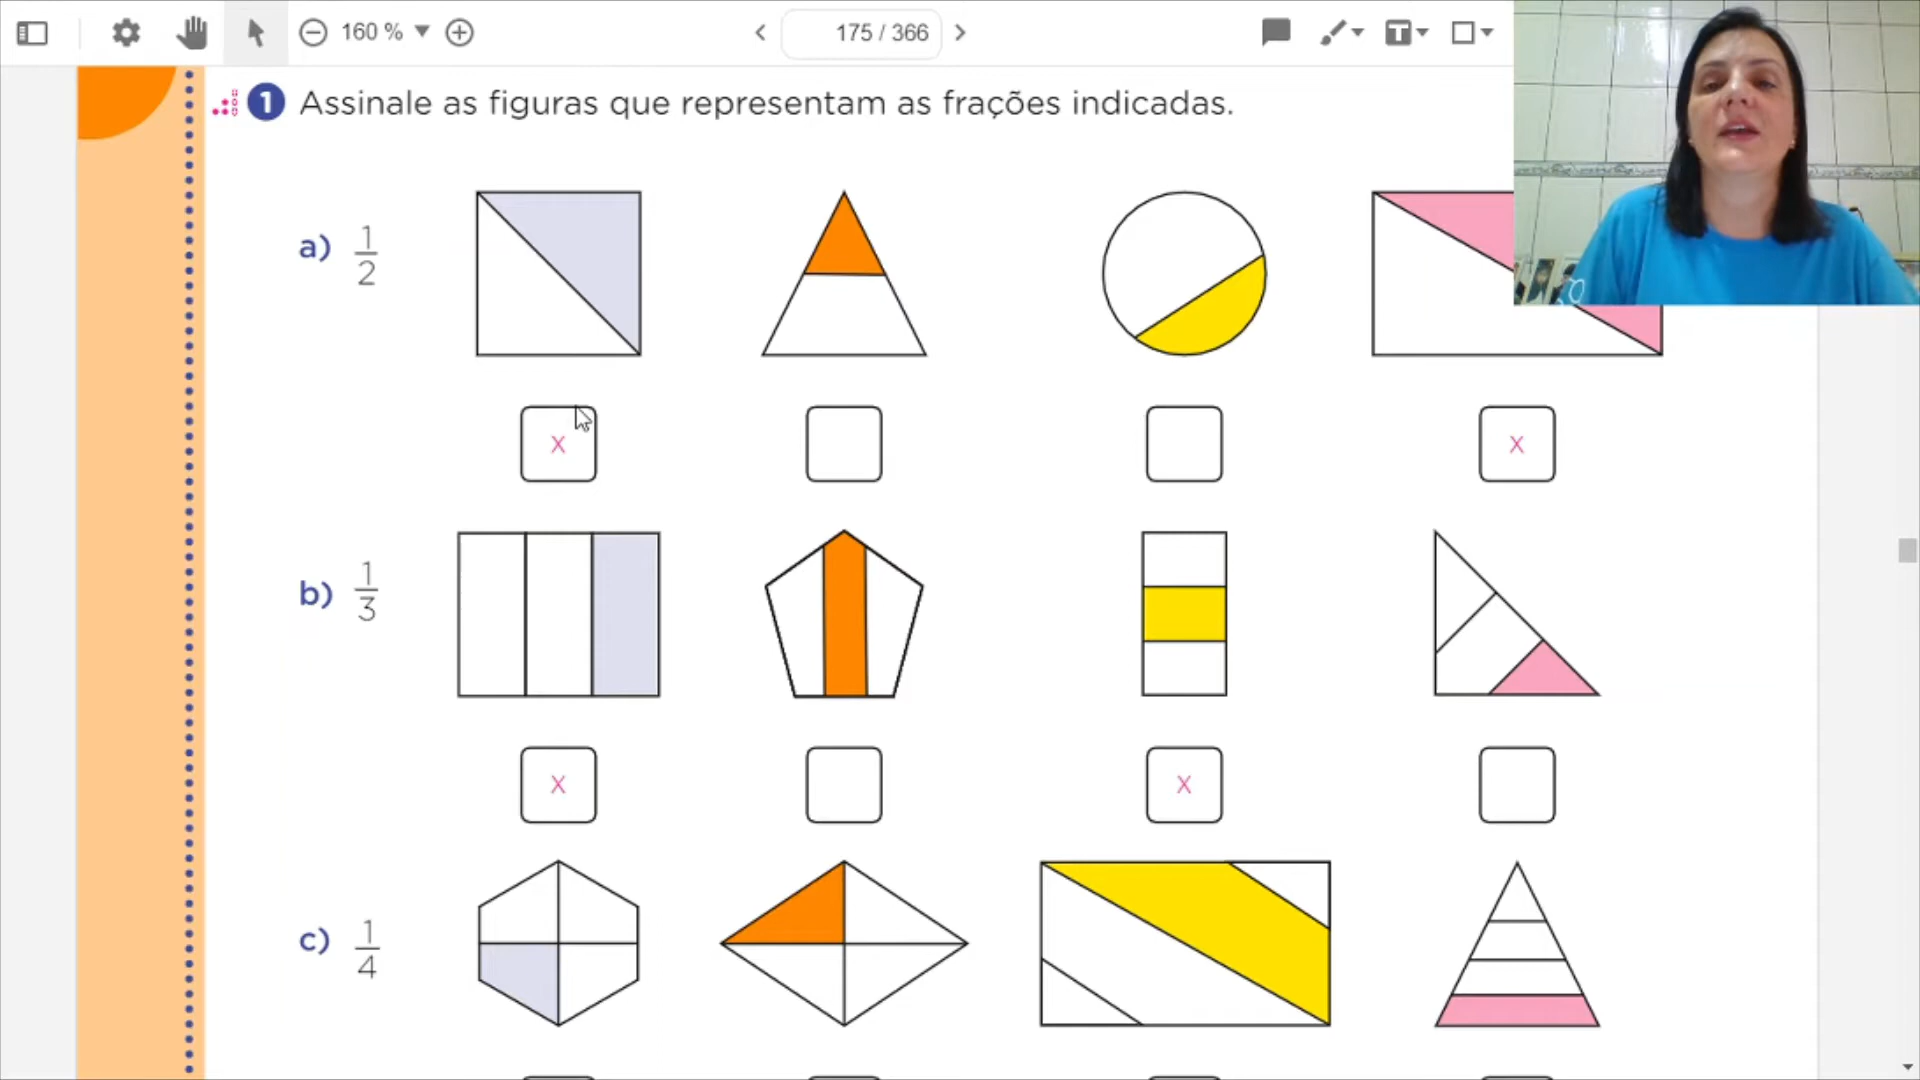 160 %
175 / 366
1 Assinale as figuras que representam as frações indicadas.
a) 1/2
X
X
b) 1/3
X
X
c) 1/4